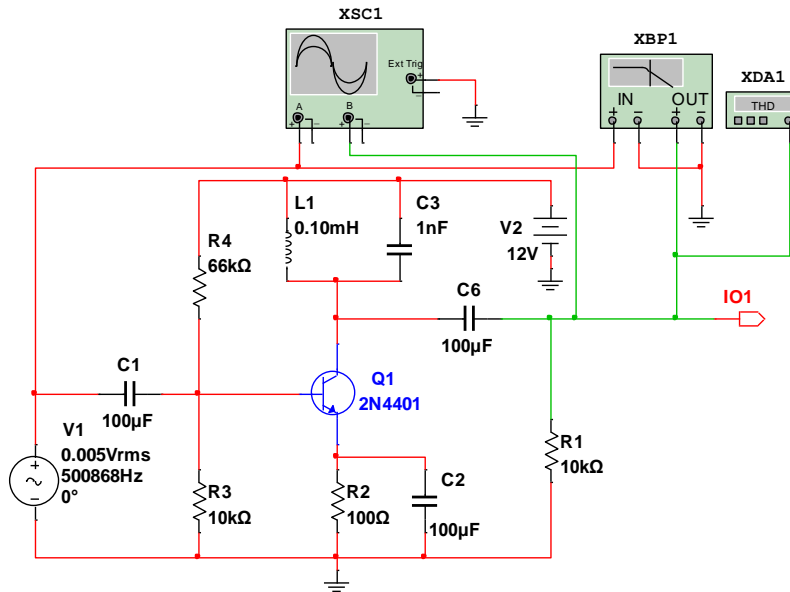 XSC1
Ext Trig
+
−
A
B
+
−
+
−
XBP1
IN
OUT
+
−
+
−
XDA1
THD
L1
0.10mH
C3
1nF
V2
12V
R4
66kΩ
C6
100µF
IO1
C1
100µF
Q1
2N4401
V1
0.005Vrms
500868Hz
0°
+
−
R3
10kΩ
R2
100Ω
C2
100µF
R1
10kΩ